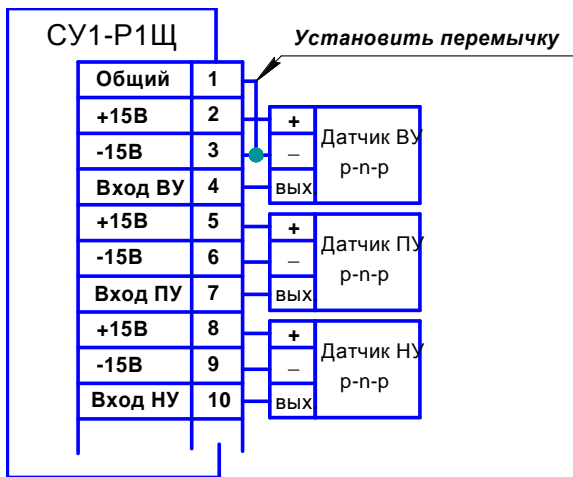 СУ1-Р1Щ
Установить перемычку
Общий 1
+15В 2 +
Датчик ВУ
-15В 3 –
p-n-p
Вход ВУ 4 вых
+15В 5 +
Датчик ПУ
-15В 6 –
p-n-p
Вход ПУ 7 вых
+15В 8 +
Датчик НУ
-15В 9 –
p-n-p
Вход НУ 10 вых